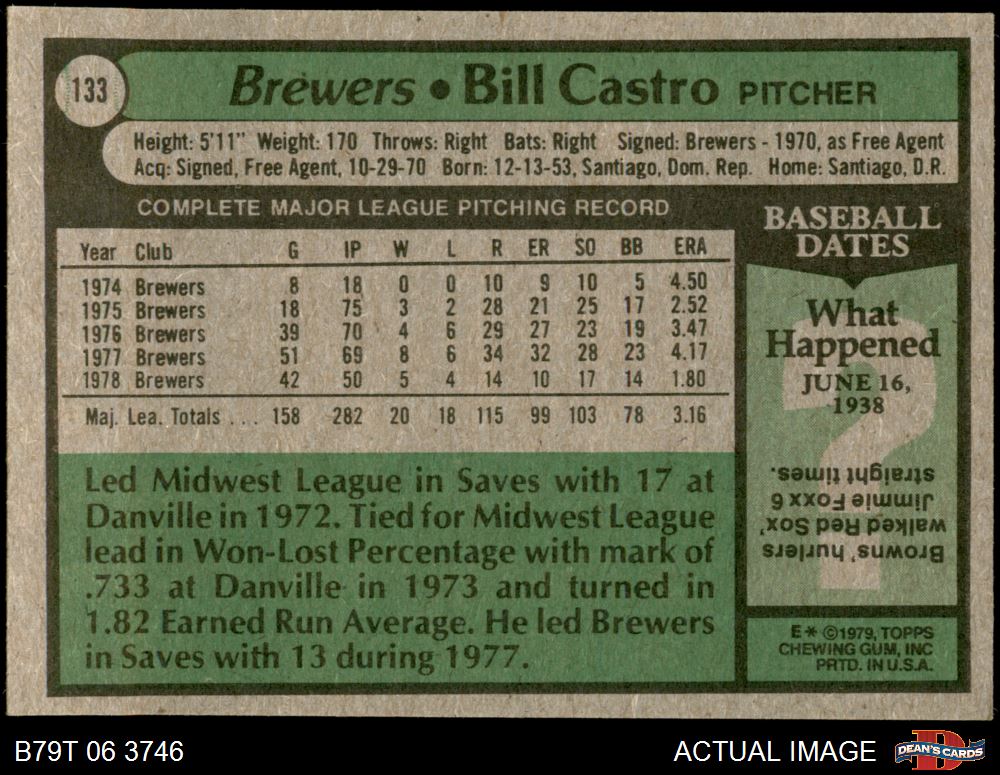 133
Brewers • Bill Castro PITCHER
Height: 5'11" Weight: 170 Throws: Right Bats: Right Signed: Brewers - 1970, as Free Agent
Acq: Signed, Free Agent, 10-29-70 Born: 12-13-53, Santiago, Dom. Rep. Home: Santiago, D.R.
COMPLETE MAJOR LEAGUE PITCHING RECORD
Year Club G IP W L R ER SO BB ERA
1974 Brewers 8 18 0 0 10 9 10 5 4.50
1975 Brewers 18 75 3 2 28 21 25 17 2.52
1976 Brewers 39 70 4 6 29 27 23 19 3.47
1977 Brewers 51 69 8 6 34 32 28 23 4.17
1978 Brewers 42 50 5 4 14 10 17 14 1.80
Maj. Lea. Totals . . . 158 282 20 18 115 99 103 78 3.16
Led Midwest League in Saves with 17 at
Danville in 1972. Tied for Midwest League
lead in Won-Lost Percentage with mark of
.733 at Danville in 1973 and turned in
1.82 Earned Run Average. He led Brewers
in Saves with 13 during 1977.
BASEBALL
DATES
What
Happened
JUNE 16,
1938
?
Browns' hurlers
walked Red Sox'
Jimmie Foxx 6
straight times.
E* ©1979, TOPPS
CHEWING GUM, INC
PRTD. IN U.S.A.
B79T 06 3746
ACTUAL IMAGE
D
DEAN'S CARDS